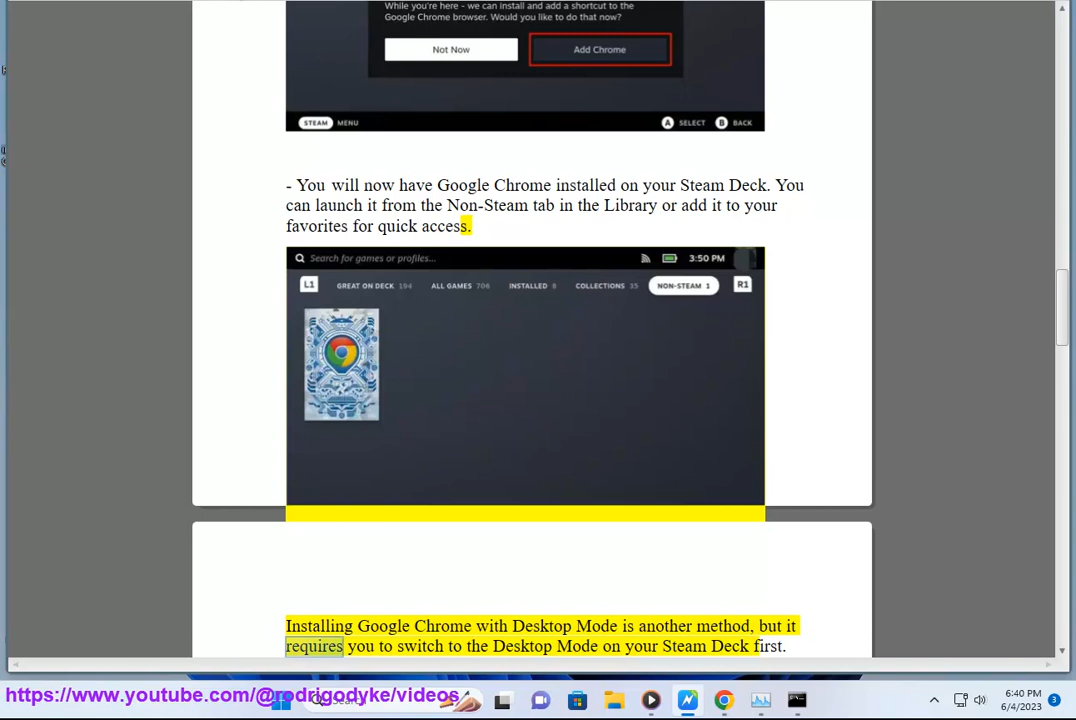 While you're here - we can install and add a shortcut to the
Google Chrome browser. Would you like to do that now?
Not Now
Add Chrome
STEAM MENU
A SELECT B BACK
- You will now have Google Chrome installed on your Steam Deck. You
can launch it from the Non-Steam tab in the Library or add it to your
favorites for quick access.
Search for games or profiles...
3:50 PM
L1 GREAT ON DECK 194 ALL GAMES 706 INSTALLED 8 COLLECTIONS 35 NON-STEAM 1 R1
Installing Google Chrome with Desktop Mode is another method, but it
requires you to switch to the Desktop Mode on your Steam Deck first.
https://www.youtube.com/@rodrigodyke/videos
6:40 PM
6/4/2023
3